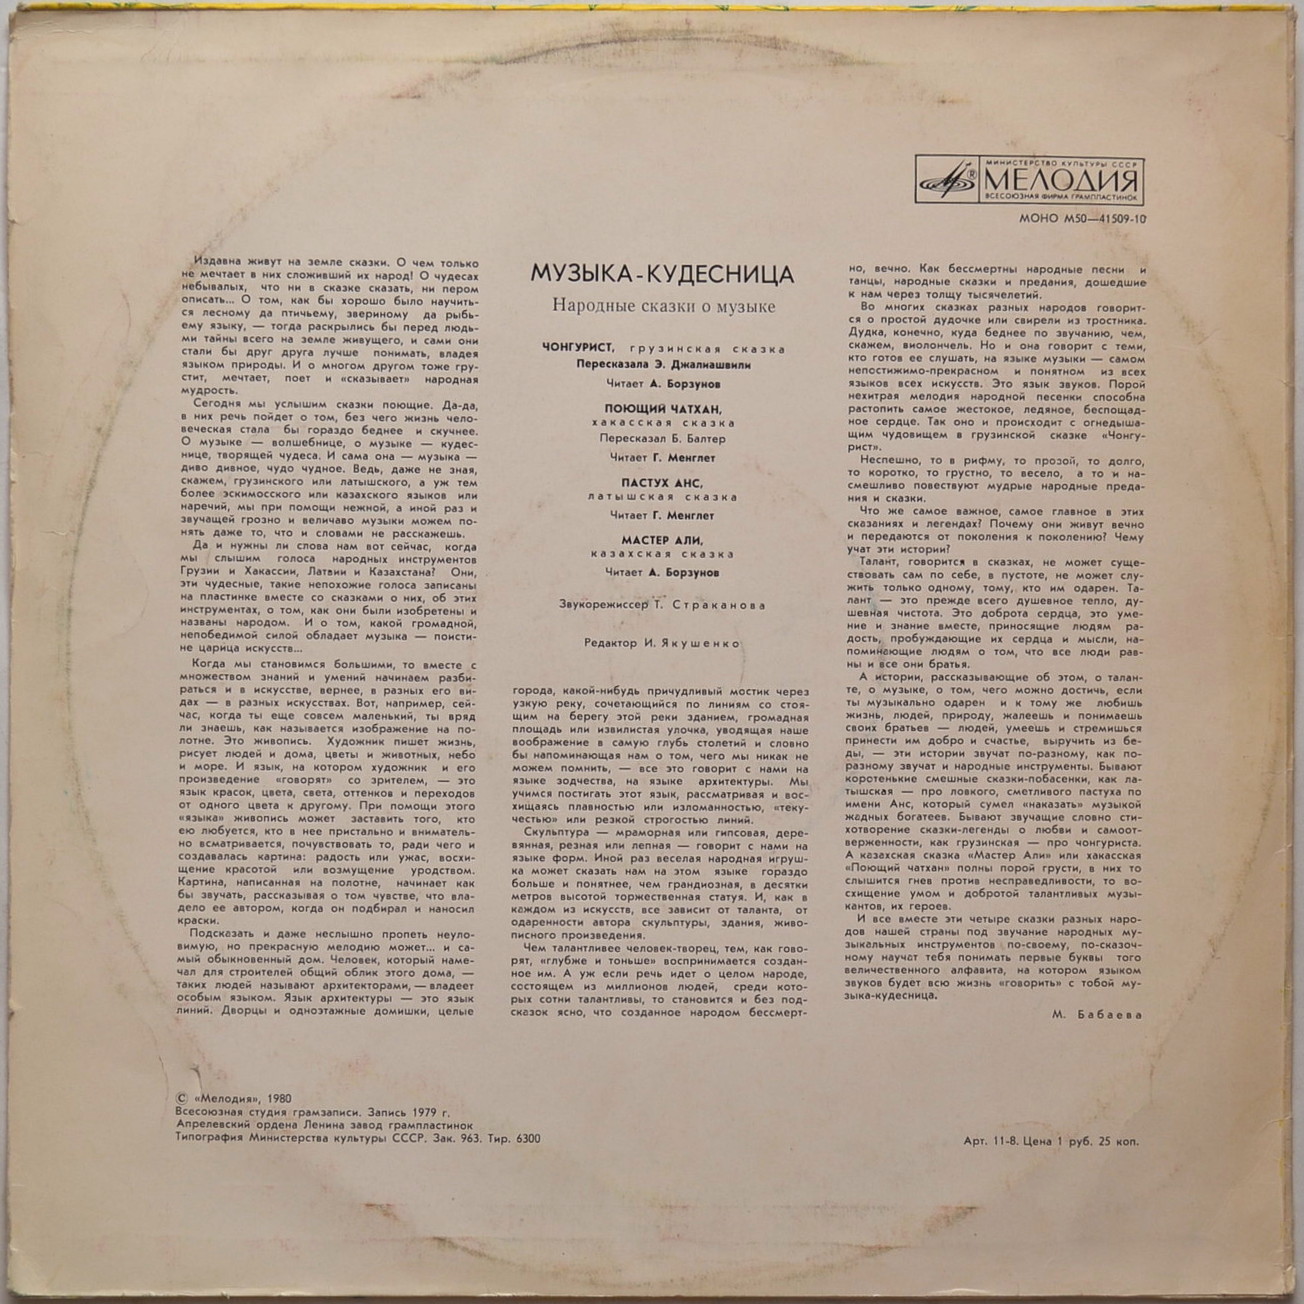 МИНИСТЕРСТВО КУЛЬТУРЫ СССР
МЕЛОДИЯ
ВСЕСОЮЗНАЯ ФИРМА ГРАМПЛАСТИНОК
МОНО М50—41509-10
Издавна живут на земле сказки. О чем только
не мечтает в них сложивший их народ! О чудесах
небывалых, что ни в сказке сказать, ни пером
описать... О том, как бы хорошо было научить-
ся лесному да птичьему, звериному да рыбь-
ему языку, — тогда раскрылись бы перед людь-
ми тайны всего на земле живущего, и сами они
стали бы друг друга лучше понимать, владея
языком природы. И о многом другом тоже гру-
стит, мечтает, поет и «сказывает» народная
мудрость.
Сегодня мы услышим сказки поющие. Да-да,
в них речь пойдет о том, без чего жизнь чело-
веческая стала бы гораздо беднее и скучнее.
О музыке — волшебнице, о музыке — кудес-
нице, творящей чудеса. И сама она — музыка —
диво дивное, чудо чудное. Ведь, даже не зная,
скажем, грузинского или латышского, а уж тем
более эскимосского или казахского языков или
наречий, мы при помощи нежной, а иной раз и
звучащей грозно и величаво музыки можем по-
нять даже то, что и словами не расскажешь.
Да и нужны ли слова нам вот сейчас, когда
мы слышим голоса народных инструментов
Грузии и Хакассии, Латвии и Казахстана? Они,
эти чудесные, такие непохожие голоса записаны
на пластинке вместе со сказками о них, об этих
инструментах, о том, как они были изобретены и
названы народом. И о том, какой громадной,
непобедимой силой обладает музыка — поисти-
не царица искусств...
Когда мы становимся большими, то вместе с
множеством знаний и умений начинаем разби-
раться и в искусстве, вернее, в разных его ви-
дах — в разных искусствах. Вот, например, сей-
час, когда ты еще совсем маленький, ты вряд
ли знаешь, как называется изображение на по-
лотне. Это живопись. Художник пишет жизнь,
рисует людей и дома, цветы и животных, небо
и море. И язык, на котором художник и его
произведение «говорят» со зрителем, — это
язык красок, цвета, света, оттенков и переходов
от одного цвета к другому. При помощи этого
«языка» живопись может заставить того, кто
ею любуется, кто в нее пристально и вниматель-
но всматривается, почувствовать то, ради чего и
создавалась картина: радость или ужас, восхи-
щение красотой или возмущение уродством.
Картина, написанная на полотне, начинает как
бы звучать, рассказывая о том чувстве, что вла-
дело ее автором, когда он подбирал и наносил
краски.
Подсказать и даже неслышно пропеть неуло-
вимую, но прекрасную мелодию может... и са-
мый обыкновенный дом. Человек, который наме-
чал для строителей общий облик этого дома, —
таких людей называют архитекторами, — владеет
особым языком. Язык архитектуры — это язык
линий. Дворцы и одноэтажные домишки, целые
МУЗЫКА-КУДЕСНИЦА
Народные сказки о музыке
ЧОНГУРИСТ, грузинская сказка
Пересказала Э. Джалиашвили
Читает А. Борзунов
ПОЮЩИЙ ЧАТХАН,
хакасская сказка
Пересказал Б. Балтер
Читает Г. Менглет
ПАСТУХ АНС,
латышская сказка
Читает Г. Менглет
МАСТЕР АЛИ,
казахская сказка
Читает А. Борзунов
Звукорежиссер Т. Страканова
Редактор И. Якушенко
города, какой-нибудь причудливый мостик через
узкую реку, сочетающийся по линиям со стоя-
щим на берегу этой реки зданием, громадная
площадь или извилистая улочка, уводящая наше
воображение в самую глубь столетий и словно
бы напоминающая нам о том, чего мы никак не
можем помнить, — все это говорит с нами на
языке зодчества, на языке архитектуры. Мы
учимся постигать этот язык, рассматривая и вос-
хищаясь плавностью или изломанностью, «теку-
честью» или резкой строгостью линий.
Скульптура — мраморная или гипсовая, дере-
вянная, резная или лепная — говорит с нами на
языке форм. Иной раз веселая народная игруш-
ка может сказать нам на этом языке гораздо
больше и понятнее, чем грандиозная, в десятки
метров высотой торжественная статуя. И, как в
каждом из искусств, все зависит от таланта, от
одаренности автора скульптуры, здания, живо-
писного произведения.
Чем талантливее человек-творец, тем, как гово-
рят, «глубже и тоньше» воспринимается создан-
ное им. А уж если речь идет о целом народе,
состоящем из миллионов людей, среди кото-
рых сотни талантливы, то становится и без под-
сказок ясно, что созданное народом бессмерт-
но, вечно. Как бессмертны народные песни и
танцы, народные сказки и предания, дошедшие
к нам через толщу тысячелетий.
Во многих сказках разных народов говорит-
ся о простой дудочке или свирели из тростника.
Дудка, конечно, куда беднее по звучанию, чем,
скажем, виолончель. Но и она говорит с теми,
кто готов ее слушать, на языке музыки — самом
непостижимо-прекрасном и понятном из всех
языков всех искусств. Это язык звуков. Порой
нехитрая мелодия народной песенки способна
растопить самое жестокое, ледяное, беспощад-
ное сердце. Так оно и происходит с огнедыша-
щим чудовищем в грузинской сказке «Чонгу-
рист».
Неспешно, то в рифму, то прозой, то долго,
то коротко, то грустно, то весело, а то и на-
смешливо повествуют мудрые народные преда-
ния и сказки.
Что же самое важное, самое главное в этих
сказаниях и легендах? Почему они живут вечно
и передаются от поколения к поколению? Чему
учат эти истории?
Талант, говорится в сказках, не может суще-
ствовать сам по себе, в пустоте, не может слу-
жить только одному, тому, кто им одарен. Та-
лант — это прежде всего душевное тепло, ду-
шевная чистота. Это доброта сердца, это уме-
ние и знание вместе, приносящие людям ра-
дость, пробуждающие их сердца и мысли, на-
поминающие людям о том, что все люди рав-
ны и все они братья.
А истории, рассказывающие об этом, о талан-
те, о музыке, о том, чего можно достичь, если
ты музыкально одарен и к тому же любишь
жизнь, людей, природу, жалеешь и понимаешь
своих братьев — людей, умеешь и стремишься
принести им добро и счастье, выручить из бе-
ды, — эти истории звучат по-разному, как по-
разному звучат и народные инструменты. Бывают
коротенькие смешные сказки-побасенки, как ла-
тышская — про ловкого, сметливого пастуха по
имени Анс, который сумел «наказать» музыкой
жадных богатеев. Бывают звучащие словно сти-
хотворение сказки-легенды о любви и самоот-
верженности, как грузинская — про чонгуриста.
А казахская сказка «Мастер Али» или хакасская
«Поющий чатхан» полны порой грусти, в них то
слышится гнев против несправедливости, то во-
схищение умом и добротой талантливых музы-
кантов, их героев.
И все вместе эти четыре сказки разных наро-
дов нашей страны под звучание народных му-
зыкальных инструментов по-своему, по-сказоч-
ному научат тебя понимать первые буквы того
величественного алфавита, на котором языком
звуков будет всю жизнь «говорить» с тобой му-
зыка-кудесница.
М. Бабаева
© «Мелодия», 1980
Всесоюзная студия грамзаписи. Запись 1979 г.
Апрелевский ордена Ленина завод грампластинок
Типография Министерства культуры СССР. Зак. 963. Тир. 6300
Арт. 11-8. Цена 1 руб. 25 коп.